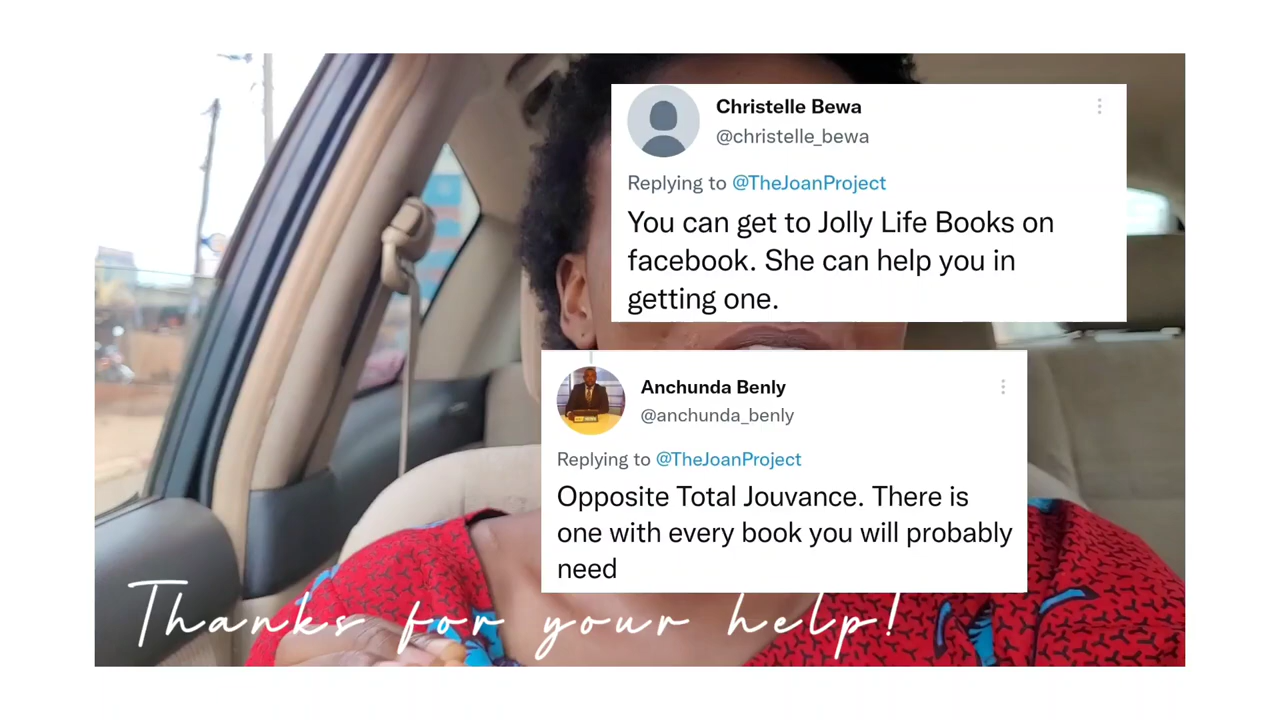 Christelle Bewa
@christelle_bewa
Replying to @TheJoanProject
You can get to Jolly Life Books on
facebook. She can help you in
getting one.
Anchunda Benly
@anchunda_benly
Replying to @TheJoanProject
Opposite Total Jouvance. There is
one with every book you will probably
need
Thanks for your help!